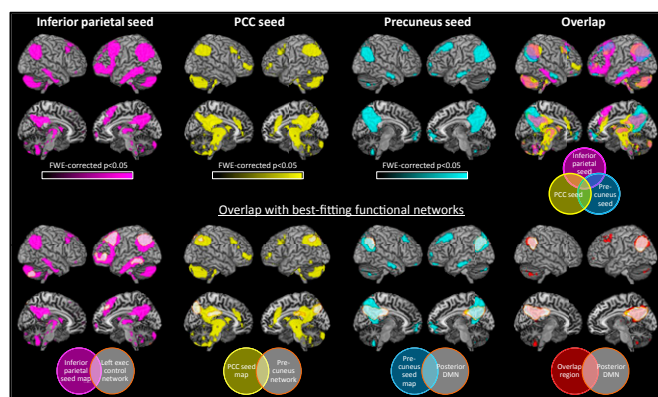 Inferior parietal seed
PCC seed
Precuneus seed
Overlap
FWE-corrected p<0.05
FWE-corrected p<0.05
FWE-corrected p<0.05
Inferior
parietal
seed
PCC seed
Pre-
cuneus
seed
Overlap with best-fitting functional networks
Inferior
parietal
seed map
Left exec
control
network
PCC seed
map
Pre-
cuneus
network
Pre-
cuneus
seed
map
Posterior
DMN
Overlap
region
Posterior
DMN